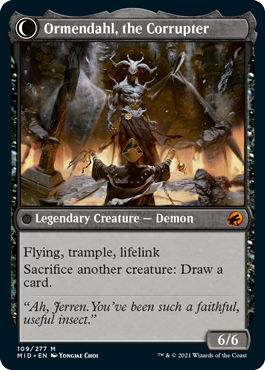 Ormendahl, the Corrupter
Legendary Creature — Demon
Flying, trample, lifelink
Sacrifice another creature: Draw a
card.
“Ah, Jerren. You’ve been such a faithful,
useful insect.”
6/6
109/277 M
MID • EN Yongjae Choi
™ & © 2021 Wizards of the Coast